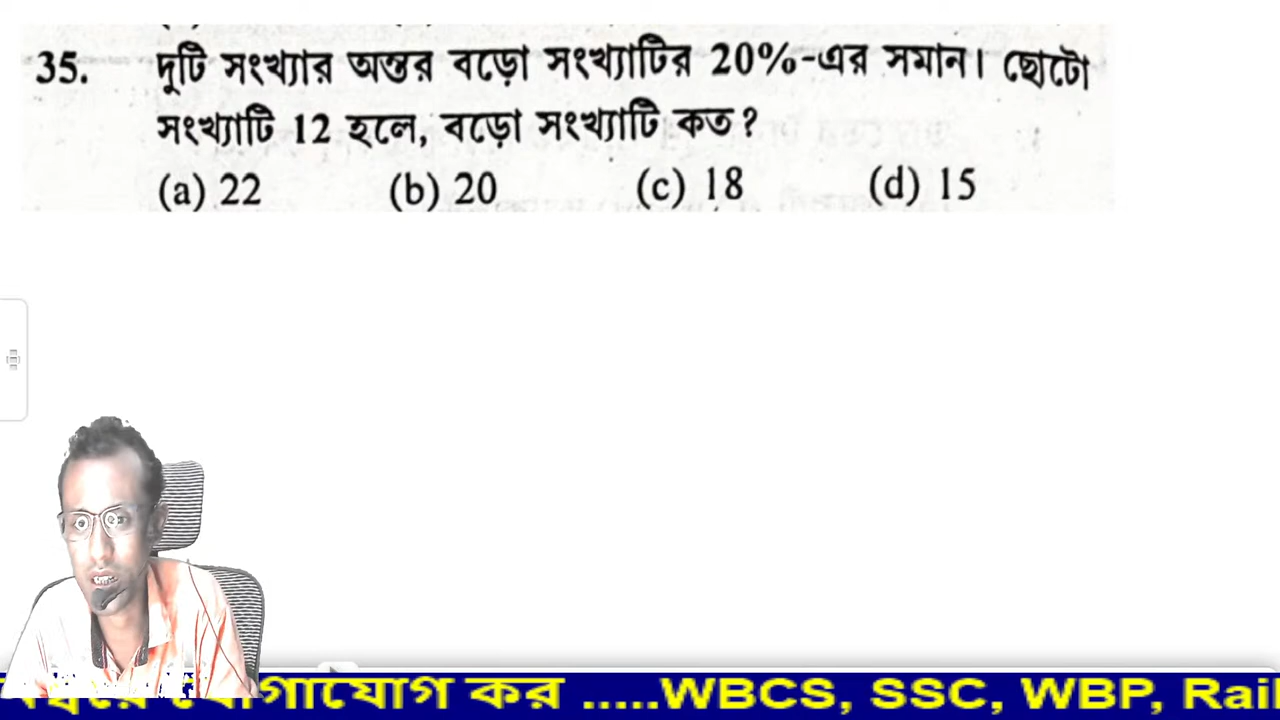 35. দুটি সংখ্যার অন্তর বড়ো সংখ্যাটির 20%-এর সমান। ছোটো
সংখ্যাটি 12 হলে, বড়ো সংখ্যাটি কত?
(a) 22 (b) 20 (c) 18 (d) 15
কর .....WBCS, SSC, WBP, Rail